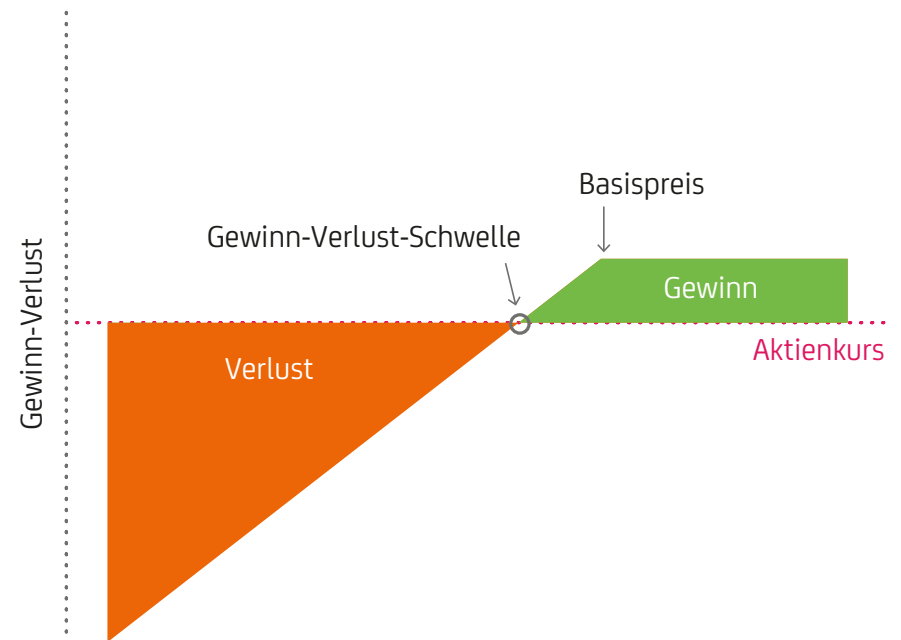 Basispreis
Gewinn-Verlust-Schwelle
Gewinn-Verlust
Gewinn
Aktienkurs
Verlust